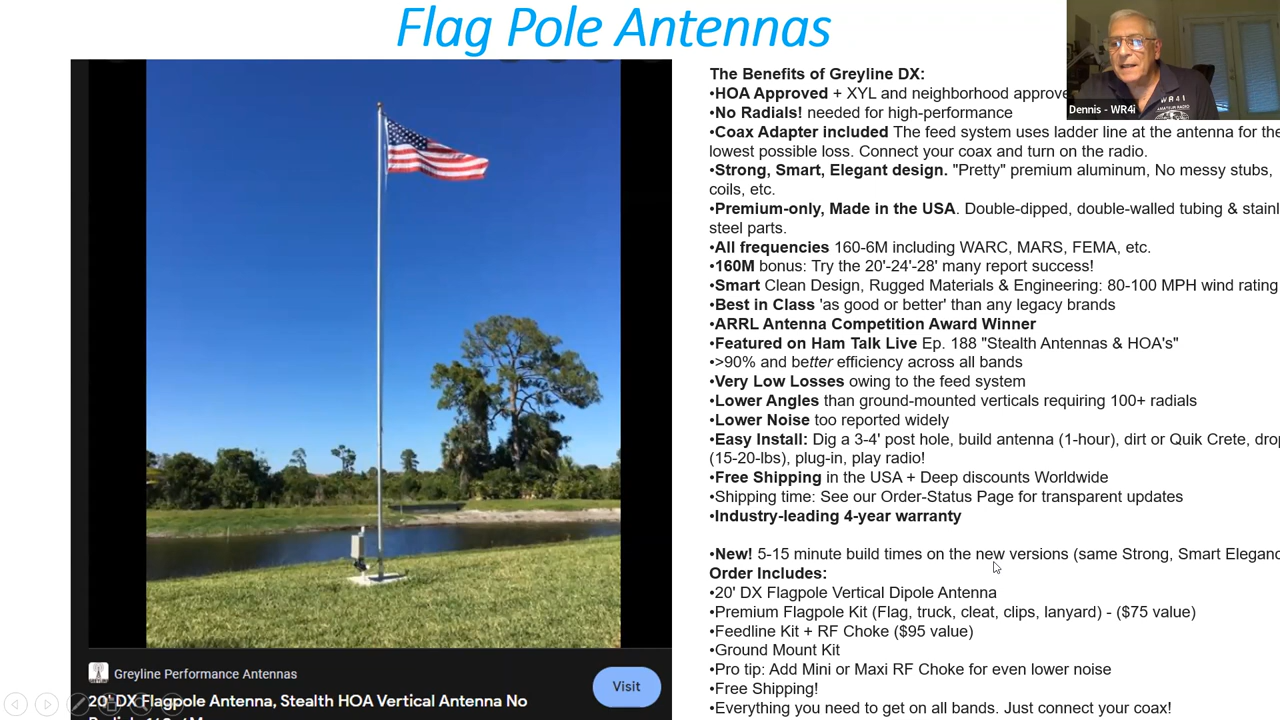 Flag Pole Antennas
The Benefits of Greyline DX:
•HOA Approved + XYL and neighborhood approve
•No Radials! needed for high-performance
•Coax Adapter included The feed system uses ladder line at the antenna for the
lowest possible loss. Connect your coax and turn on the radio.
•Strong, Smart, Elegant design. "Pretty" premium aluminum, No messy stubs,
coils, etc.
•Premium-only, Made in the USA. Double-dipped, double-walled tubing & stainl
steel parts.
•All frequencies 160-6M including WARC, MARS, FEMA, etc.
•160M bonus: Try the 20'-24'-28' many report success!
•Smart Clean Design, Rugged Materials & Engineering: 80-100 MPH wind rating
•Best in Class 'as good or better' than any legacy brands
•ARRL Antenna Competition Award Winner
•Featured on Ham Talk Live Ep. 188 "Stealth Antennas & HOA's"
•>90% and better efficiency across all bands
•Very Low Losses owing to the feed system
•Lower Angles than ground-mounted verticals requiring 100+ radials
•Lower Noise too reported widely
•Easy Install: Dig a 3-4' post hole, build antenna (1-hour), dirt or Quik Crete, drop
(15-20-lbs), plug-in, play radio!
•Free Shipping in the USA + Deep discounts Worldwide
•Shipping time: See our Order-Status Page for transparent updates
•Industry-leading 4-year warranty
•New! 5-15 minute build times on the new versions (same Strong, Smart Eleganc
Order Includes:
•20' DX Flagpole Vertical Dipole Antenna
•Premium Flagpole Kit (Flag, truck, cleat, clips, lanyard) - ($75 value)
•Feedline Kit + RF Choke ($95 value)
•Ground Mount Kit
•Pro tip: Add Mini or Maxi RF Choke for even lower noise
•Free Shipping!
•Everything you need to get on all bands. Just connect your coax!
Greyline Performance Antennas
20' DX Flagpole Antenna, Stealth HOA Vertical Antenna No
Visit
WR4I
AMATEUR RADIO
Dennis - WR4i